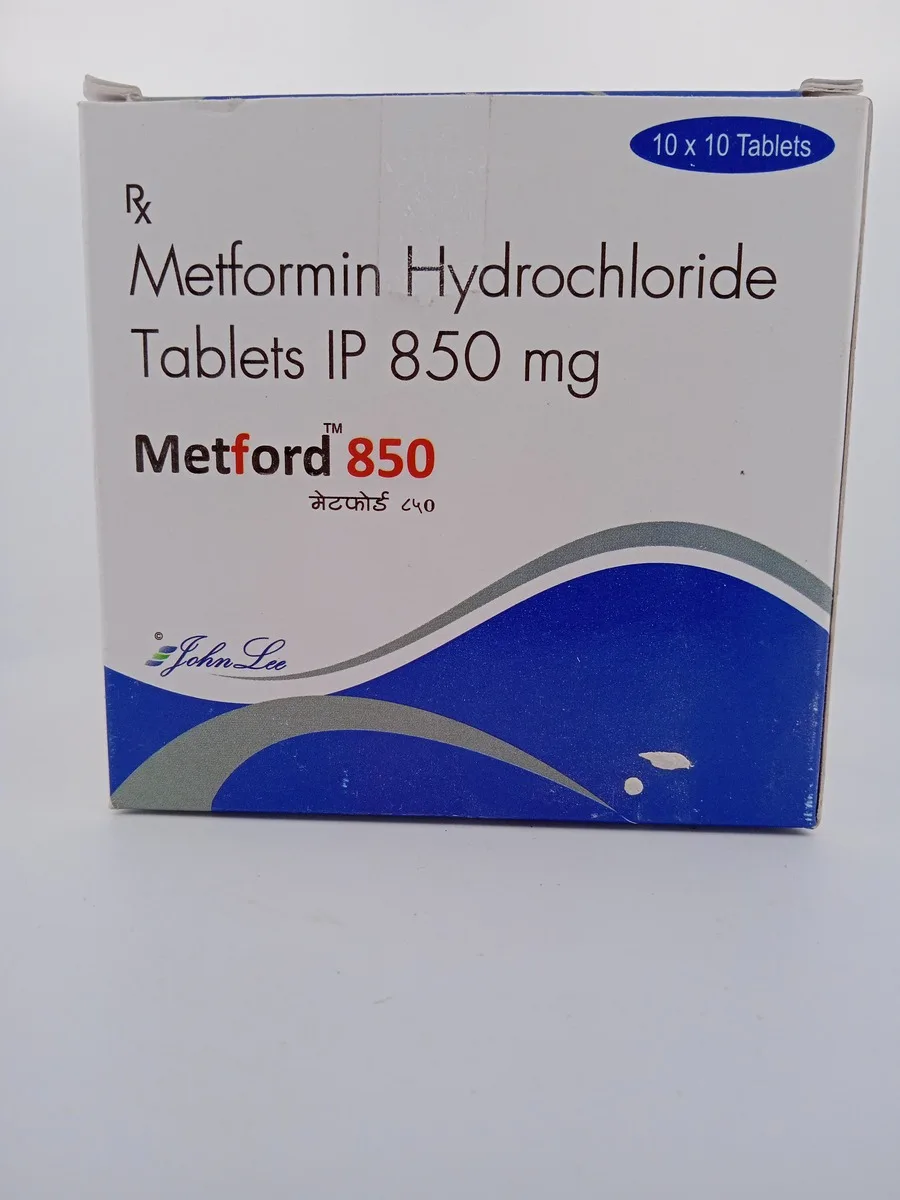 10 x 10 Tablets
Rx
Metformin Hydrochloride
Tablets IP 850 mg
Metford™ 850
मेटफोर्ड ८५०
© John Lee